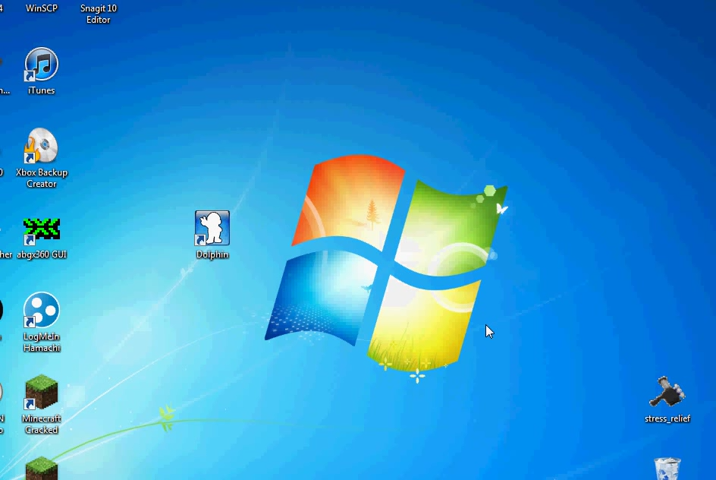 WinSCP
Snagit 10
Editor
iTunes
Xbox Backup
Creator
abgx360 GUI
Dolphin
LogMeIn
Hamachi
Minecraft
Cracked
stress_relief